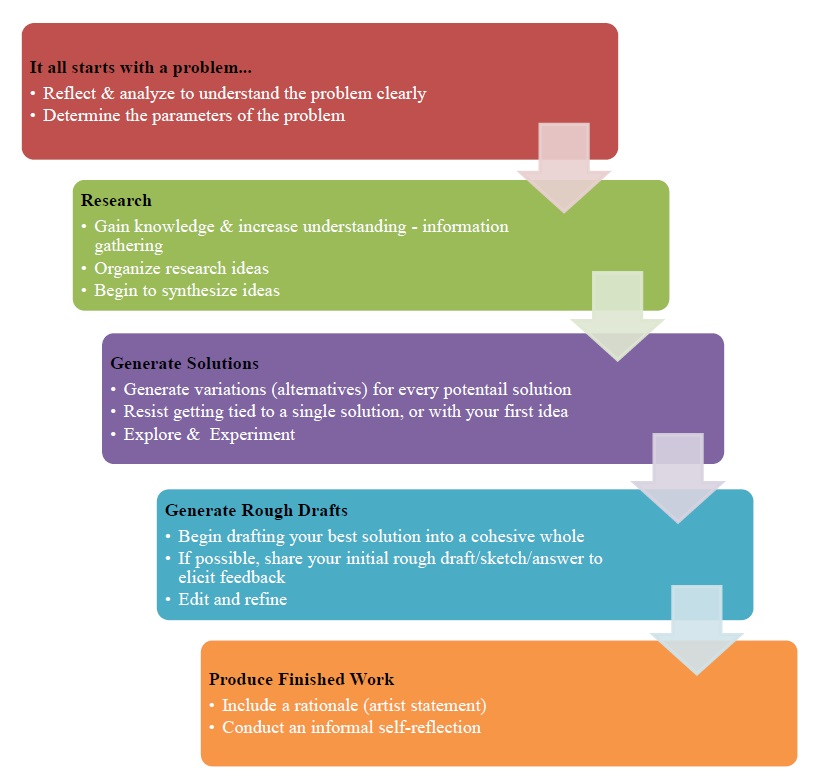 It all starts with a problem...
• Reflect & analyze to understand the problem clearly
• Determine the parameters of the problem
Research
• Gain knowledge & increase understanding - information
gathering
• Organize research ideas
• Begin to synthesize ideas
Generate Solutions
• Generate variations (alternatives) for every potentail solution
• Resist getting tied to a single solution, or with your first idea
• Explore &  Experiment
Generate Rough Drafts
• Begin drafting your best solution into a cohesive whole
• If possible, share your initial rough draft/sketch/answer to
elicit feedback
• Edit and refine
Produce Finished Work
• Include a rationale (artist statement)
• Conduct an informal self-reflection